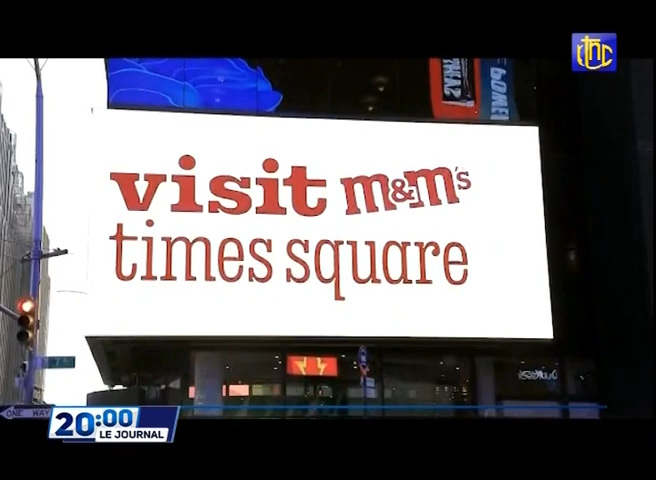 visit m&m's
times square
ONE WAY
20:00
LE JOURNAL